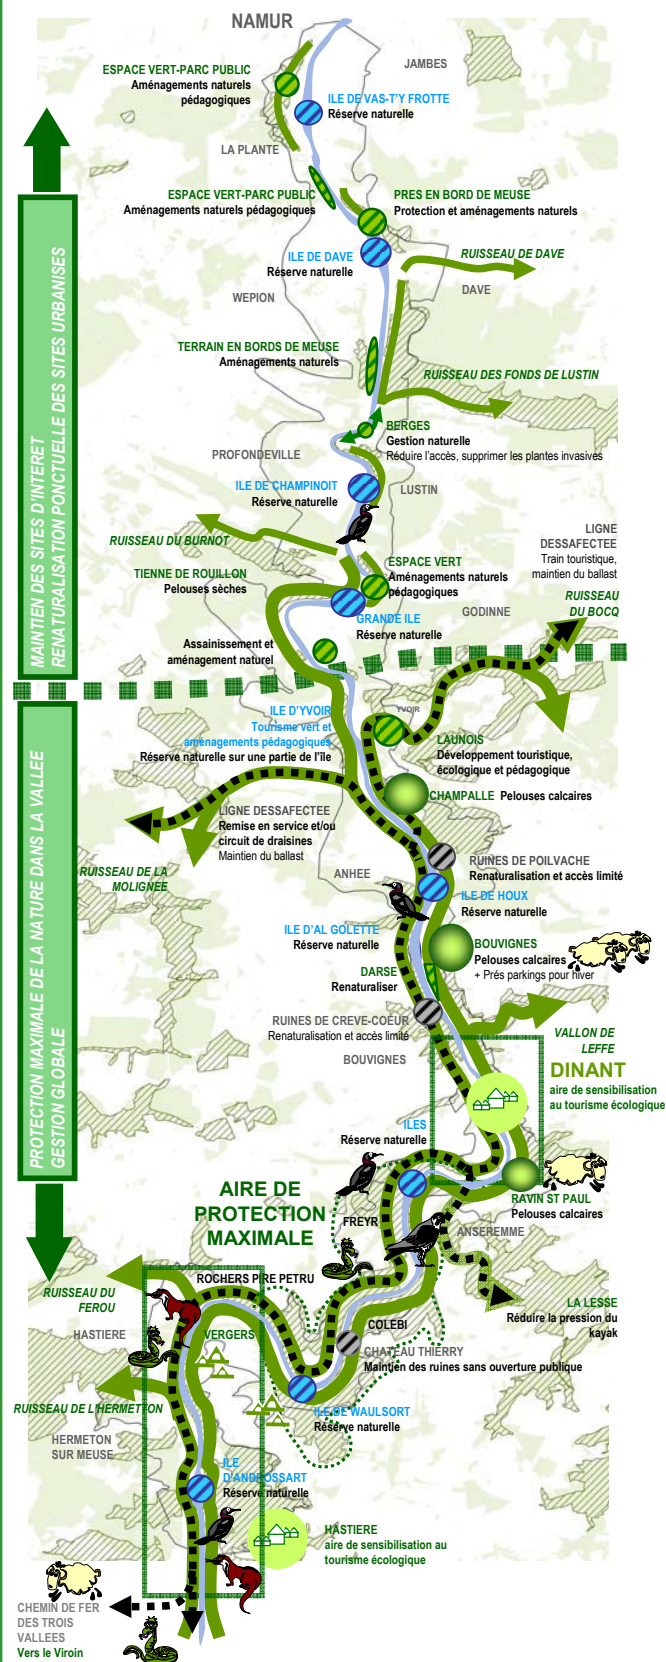 NAMUR
ESPACE VERT-PARC PUBLIC
Aménagements naturels
pédagogiques
JAMBES
ILE DE VAS-T'Y FROTTE
Réserve naturelle
LA PLANTE
ESPACE VERT-PARC PUBLIC
Aménagements naturels pédagogiques
PRES EN BORD DE MEUSE
Protection et aménagements naturels
ILE DE DAVE
Réserve naturelle
RUISSEAU DE DAVE
DAVE
WEPION
TERRAIN EN BORDS DE MEUSE
Aménagements naturels
RUISSEAU DES FONDS DE LUSTIN
BERGES
Gestion naturelle
Réduire l'accès, supprimer les plantes invasives
PROFONDEVILLE
ILE DE CHAMPINOIT
Réserve naturelle
LUSTIN
RUISSEAU DU BURNOT
LIGNE
DESSAFECTEE
Train touristique,
maintien du ballast
TIENNE DE ROUILLON
Pelouses sèches
ESPACE VERT
Aménagements naturels
pédagogiques
RUISSEAU
DU BOCQ
GODINNE
GRANDE ILE
Réserve naturelle
Assainissement et
aménagement naturel
MAINTIEN DES SITES D'INTERET
RENATURALISATION PONCTUELLE DES SITES URBANISES
ILE D'YVOIR
Tourisme vert et
aménagements pédagogiques
Réserve naturelle sur une partie de l'île
YVOIR
LAUNOIS
Développement touristique,
écologique et pédagogique
CHAMPALLE Pelouses calcaires
LIGNE DESSAFECTEE
Remise en service et/ou
circuit de draisines
Maintien du ballast
RUISSEAU DE LA
MOLIGNEE
ANHEE
RUINES DE POILVACHE
Renaturalisation et accès limité
ILE DE HOUX
Réserve naturelle
ILE D'AL GOLETTE
Réserve naturelle
BOUVIGNES
Pelouses calcaires
+ Prés parkings pour hiver
DARSE
Renaturaliser
RUINES DE CREVE-COEUR
Renaturalisation et accès limité
BOUVIGNES
VALLON DE
LEFFE
DINANT
aire de sensibilisation
au tourisme écologique
PROTECTION MAXIMALE DE LA NATURE DANS LA VALLEE
GESTION GLOBALE
ILES
Réserve naturelle
AIRE DE
PROTECTION
MAXIMALE
FREYR
RAVIN ST PAUL
Pelouses calcaires
ANSEREMME
ROCHERS PIRE PETRU
RUISSEAU DU
FEROU
LA LESSE
Réduire la pression du
kayak
HASTIERE
VERGERS
COLEBI
CHATEAU THIERRY
Maintien des ruines sans ouverture publique
RUISSEAU DE L'HERMETON
ILE DE WAULSORT
Réserve naturelle
HERMETON
SUR MEUSE
ILE
D'ANDROSSART
Réserve naturelle
HASTIERE
aire de sensibilisation au
tourisme écologique
CHEMIN DE FER
DES TROIS
VALLEES
Vers le Viroin